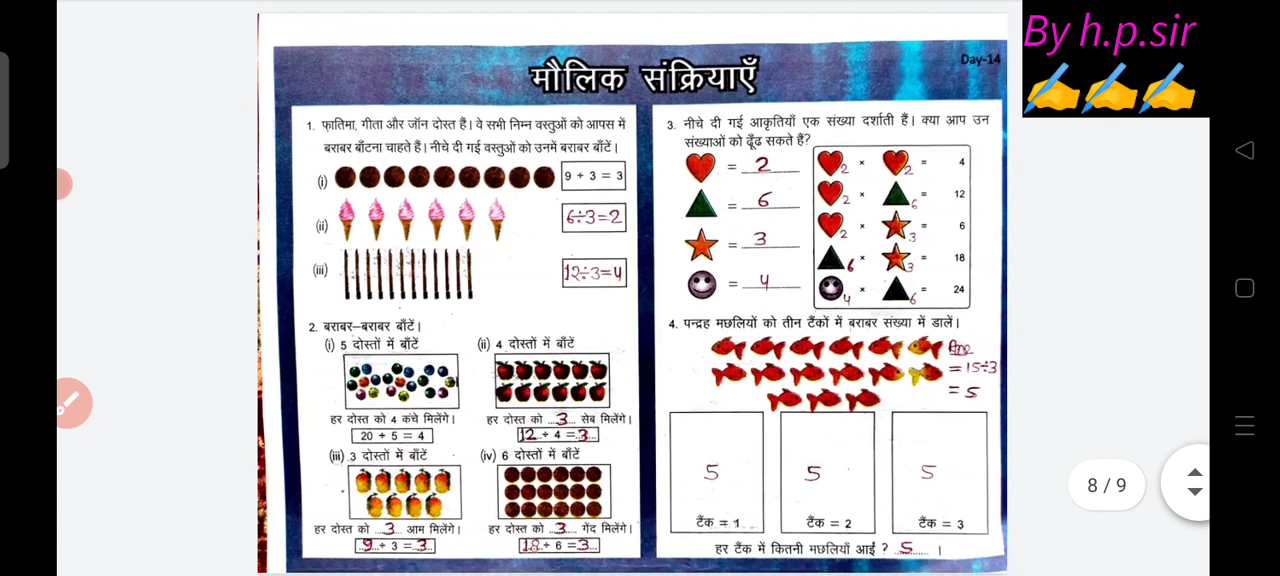 By h.p.sir
Day-14
मौलिक संक्रियाएँ
1. फ़ातिमा, गीता और जॉन दोस्त हैं। वे सभी निम्न वस्तुओं को आपस में
बराबर बाँटना चाहते हैं। नीचे दी गई वस्तुओं को उनमें बराबर बाँटें।
(i) 9 ÷ 3 = 3
(ii) 6÷3=2
(iii) 12÷3=4
2. बराबर–बराबर बाँटें।
(i) 5 दोस्तों में बाँटें
हर दोस्त को 4 कंचे मिलेंगे।
20 ÷ 5 = 4
(ii) 4 दोस्तों में बाँटें
हर दोस्त को ...3... सेब मिलेंगे।
12 ÷ 4 = 3
(iii) 3 दोस्तों में बाँटें
हर दोस्त को ...3... आम मिलेंगे।
9 ÷ 3 = 3
(iv) 6 दोस्तों में बाँटें
हर दोस्त को ...3... गेंद मिलेंगे।
18 ÷ 6 = 3
3. नीचे दी गई आकृतियाँ एक संख्या दर्शाती हैं। क्या आप उन
संख्याओं को ढूँढ सकते हैं?
= 2
= 6
= 3
= 4
2 × 2 = 4
2 × 6 = 12
2 × 3 = 6
6 × 3 = 18
4 × 6 = 24
4. पन्द्रह मछलियों को तीन टैंकों में बराबर संख्या में डालें।
Ans
= 15÷3
= 5
5 5 5
टैंक = 1 टैंक = 2 टैंक = 3
हर टैंक में कितनी मछलियाँ आईं ? ...5... ।
8 / 9